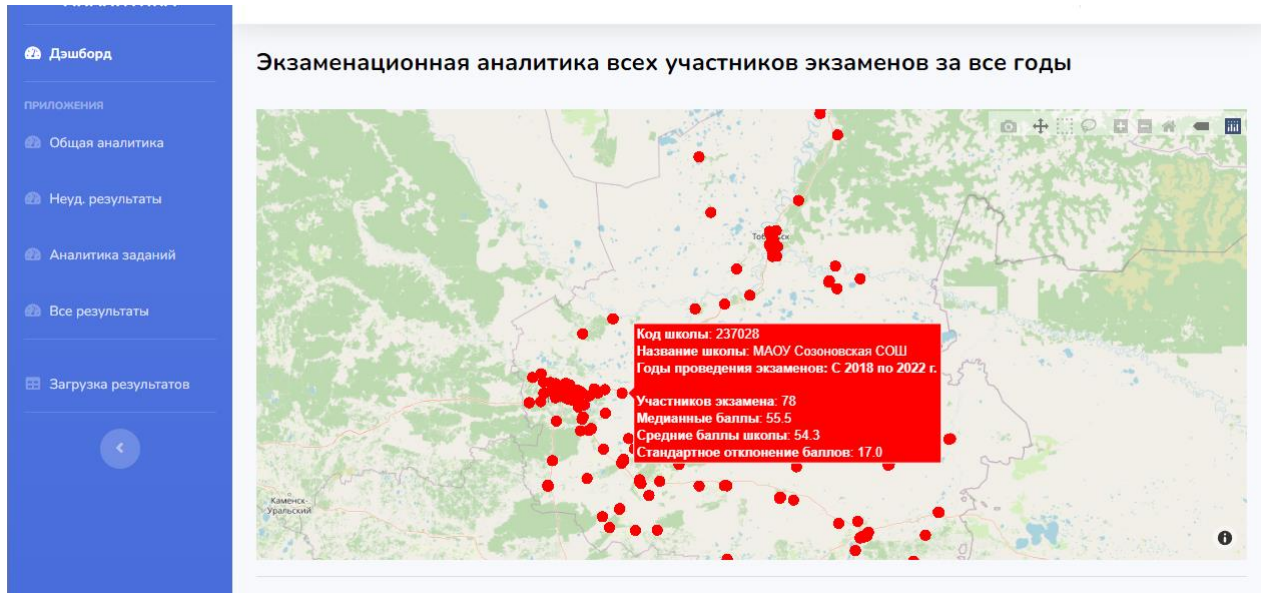 Дэшборд
Экзаменационная аналитика всех участников экзаменов за все годы
ПРИЛОЖЕНИЯ
Общая аналитика
Неуд. результаты
Аналитика заданий
Все результаты
Загрузка результатов
Код школы: 237028
Название школы: МАОУ Созоновская СОШ
Годы проведения экзаменов: С 2018 по 2022 г.
Участников экзамена: 78
Медианные баллы: 55.5
Средние баллы школы: 54.3
Стандартное отклонение баллов: 17.0
Каменск-
Уральский